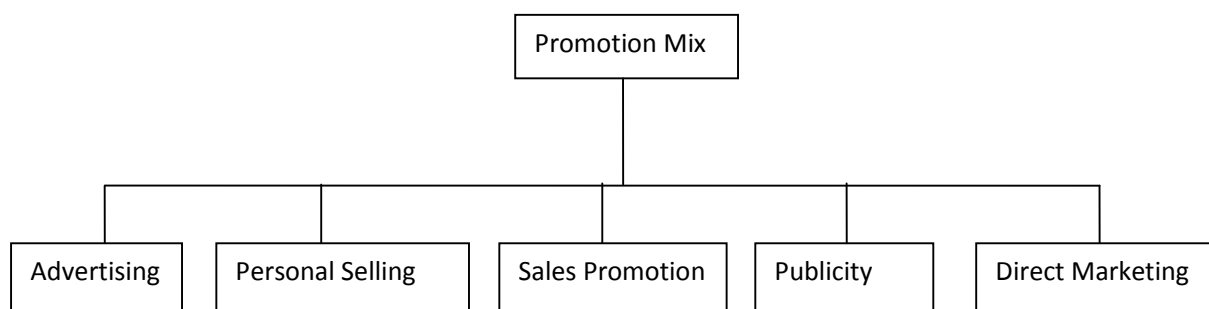 Promotion Mix
Advertising
Personal Selling
Sales Promotion
Publicity
Direct Marketing